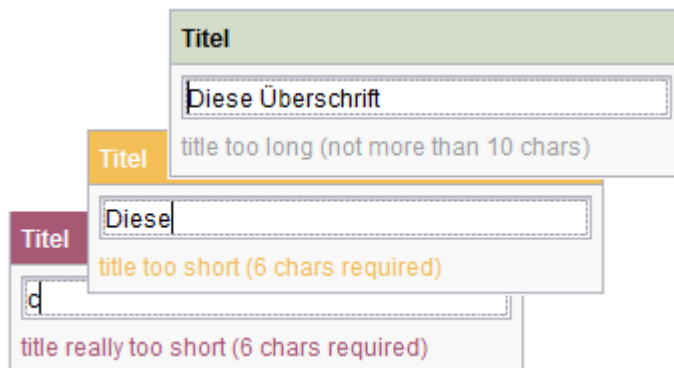 Titel
Diese Überschrift
title too long (not more than 10 chars)
Titel
Diese
title too short (6 chars required)
Titel
d
title really too short (6 chars required)